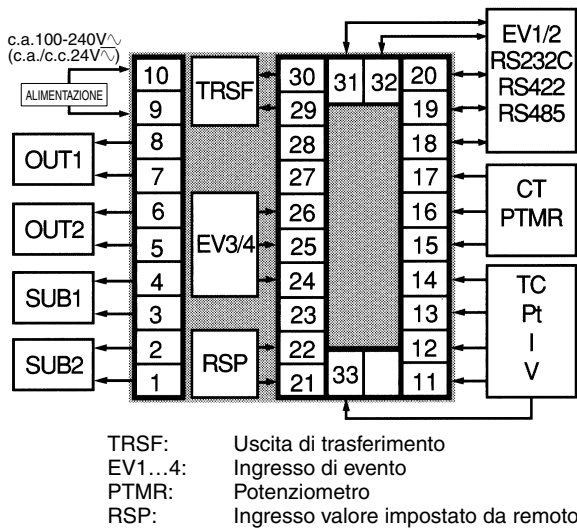 c.a.100-240V∿
(c.a./c.c.24V∿)
ALIMENTAZIONE
OUT1
OUT2
SUB1
SUB2
10
9
8
7
6
5
4
3
2
1
TRSF
EV3/4
RSP
30
29
28
27
26
25
24
23
22
21
31 32
33
20
19
18
17
16
15
14
13
12
11
EV1/2
RS232C
RS422
RS485
CT
PTMR
TC
Pt
I
V
TRSF: Uscita di trasferimento
EV1...4: Ingresso di evento
PTMR: Potenziometro
RSP: Ingresso valore impostato da remoto